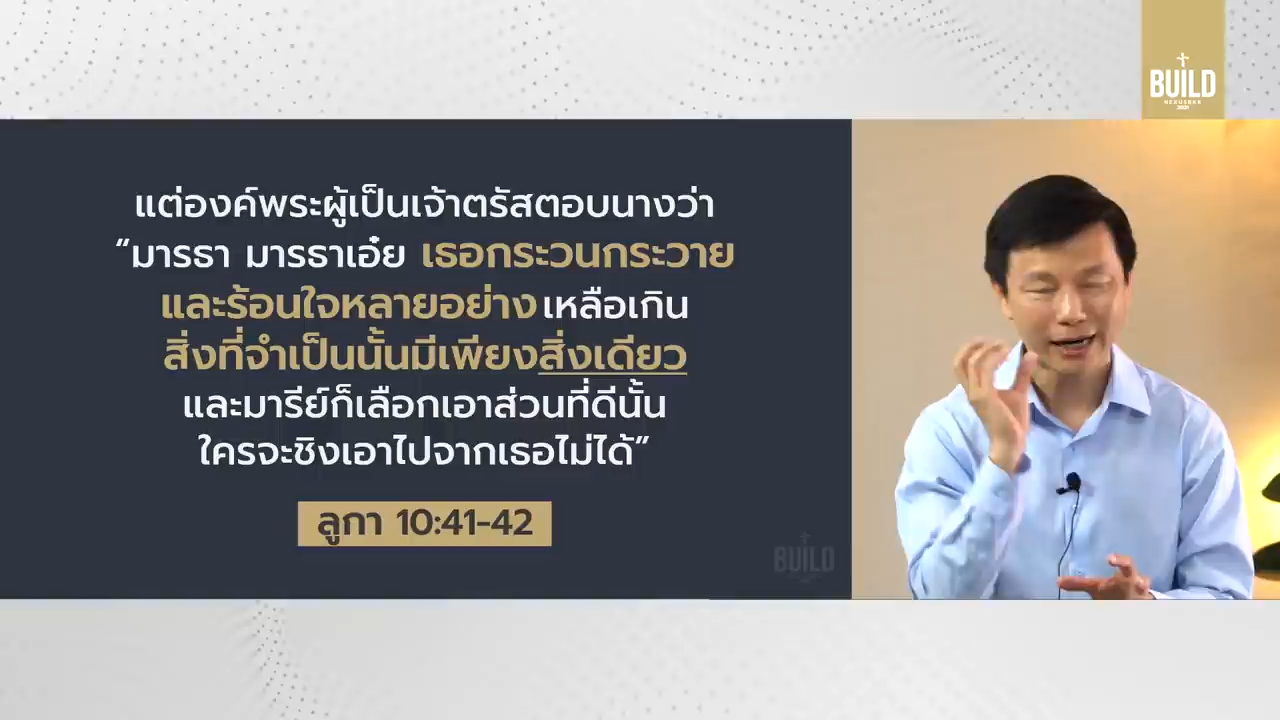 BUILD
NEXUSBKK
แต่องค์พระผู้เป็นเจ้าตรัสตอบนางว่า
“มารธา มารธาเอ๋ย เธอกระวนกระวาย
และร้อนใจหลายอย่างเหลือเกิน
สิ่งที่จำเป็นนั้นมีเพียงสิ่งเดียว
และมารีย์ก็เลือกเอาส่วนที่ดีนั้น
ใครจะชิงเอาไปจากเธอไม่ได้”
ลูกา 10:41-42
BUILD